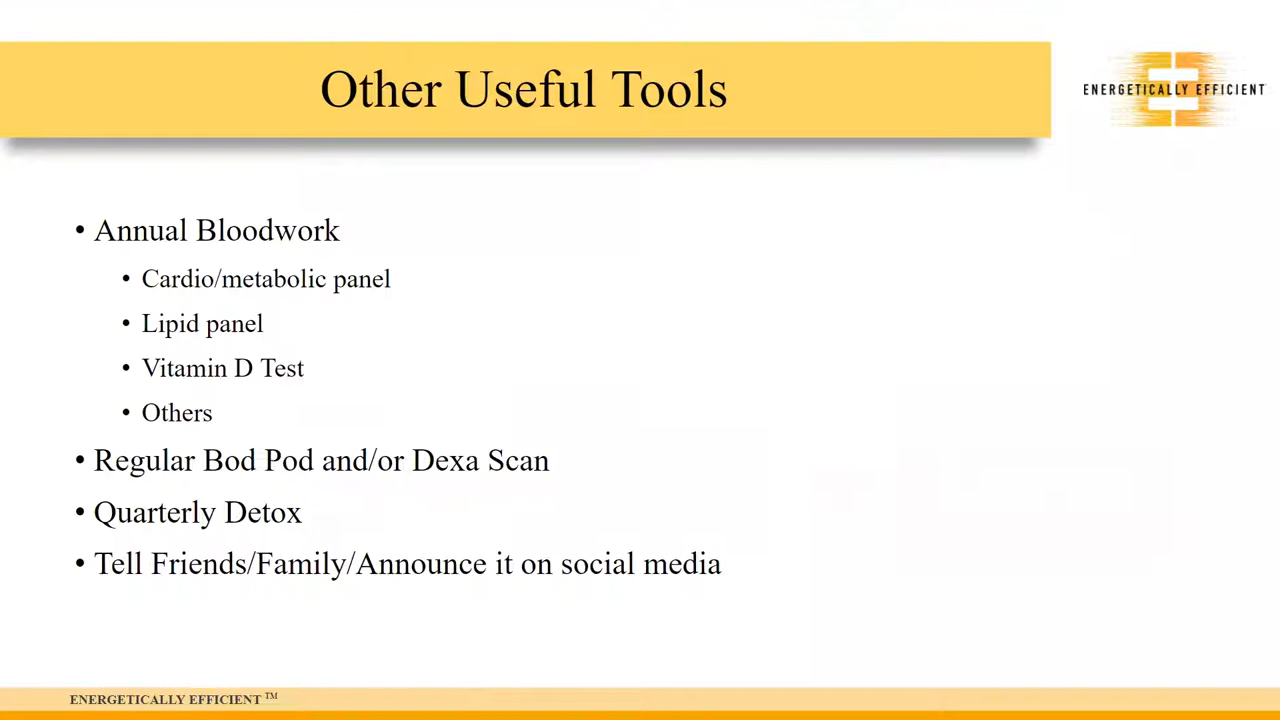 Other Useful Tools
ENERGETICALLY EFFICIENT
• Annual Bloodwork
• Cardio/metabolic panel
• Lipid panel
• Vitamin D Test
• Others
• Regular Bod Pod and/or Dexa Scan
• Quarterly Detox
• Tell Friends/Family/Announce it on social media
ENERGETICALLY EFFICIENT TM